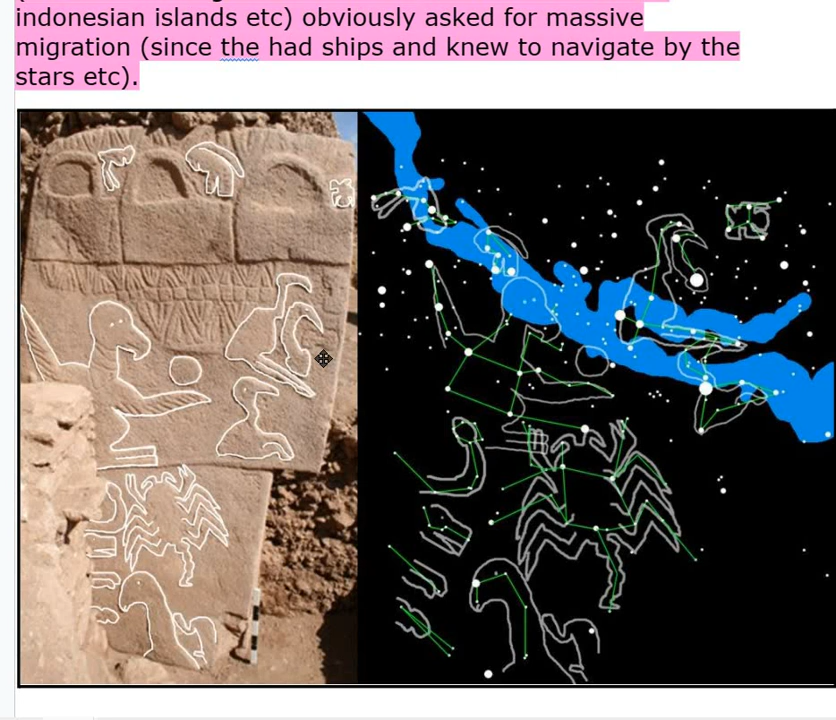 indonesian islands etc) obviously asked for massive
migration (since the had ships and knew to navigate by the
stars etc).